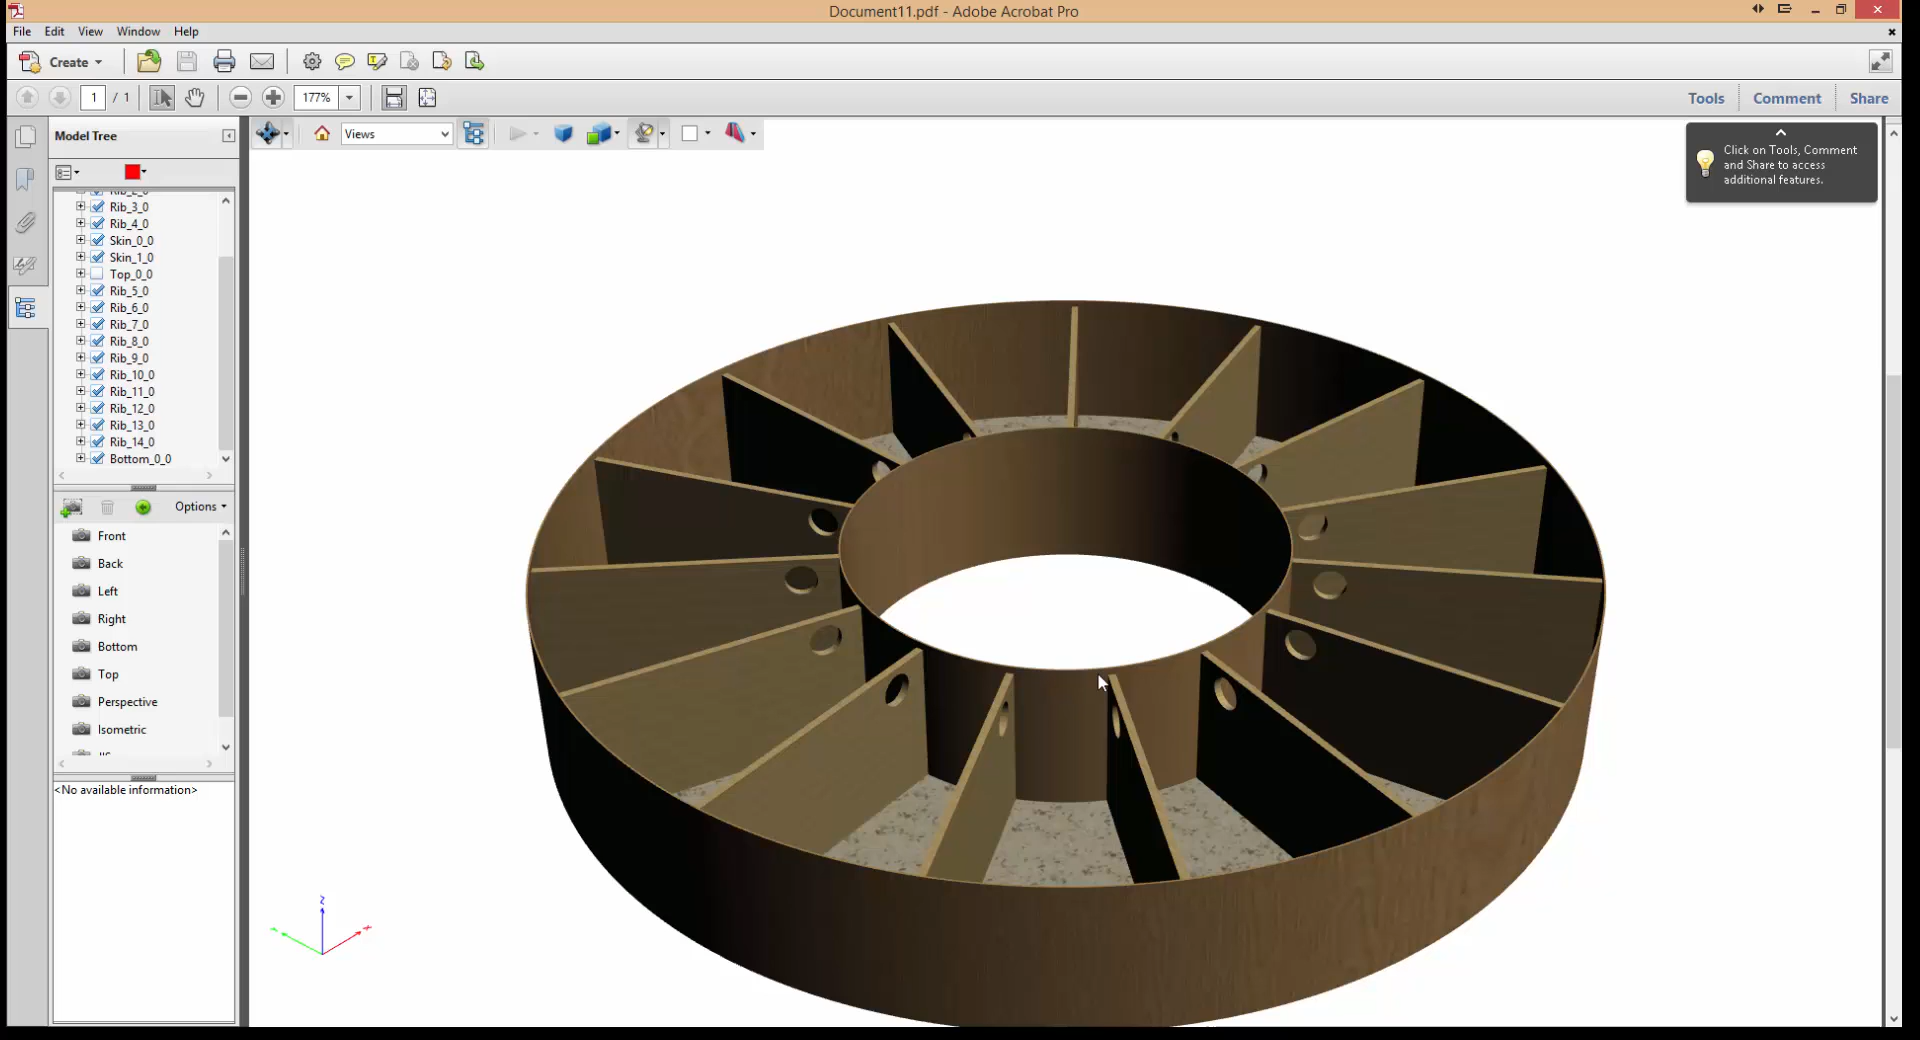 Document11.pdf - Adobe Acrobat Pro
File Edit View Window Help
Create
1 / 1 177% Tools Comment Share
Model Tree
Views
Click on Tools, Comment
and Share to access
additional features.
Rib_2_0
Rib_3_0
Rib_4_0
Skin_0_0
Skin_1_0
Top_0_0
Rib_5_0
Rib_6_0
Rib_7_0
Rib_8_0
Rib_9_0
Rib_10_0
Rib_11_0
Rib_12_0
Rib_13_0
Rib_14_0
Bottom_0_0
Options
Front
Back
Left
Right
Bottom
Top
Perspective
Isometric
<No available information>
Z